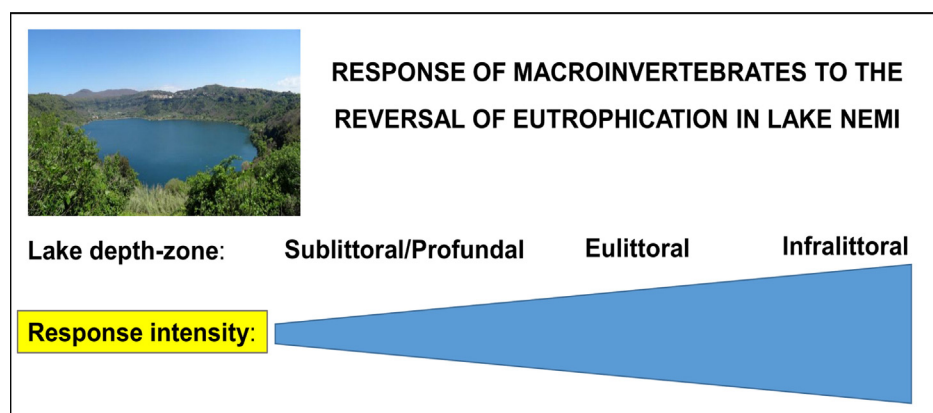 RESPONSE OF MACROINVERTEBRATES TO THE
REVERSAL OF EUTROPHICATION IN LAKE NEMI
Lake depth-zone: Sublittoral/Profundal Eulittoral Infralittoral
Response intensity: